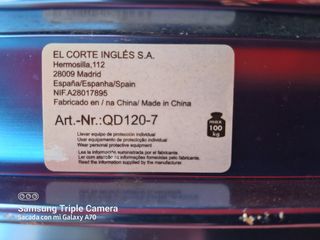 EL CORTE INGLÉS S.A.
Hermosilla,112
28009 Madrid
España/Espanha/Spain
NIF.A28017895
Fabricado en / na China/ Made in China
Art.-Nr.:QD120-7
max
100
kg
Llevar equipo de protección individual
Usar equipamento de proteção individual
Wear personal protective equipment
Lea la información suministrada por el fabricante.
Ler com atenção as informações fornecidas pelo fabricante.
Read the information supplied by the manufacturer
Samsung Triple Camera
Sacada con mi Galaxy A70